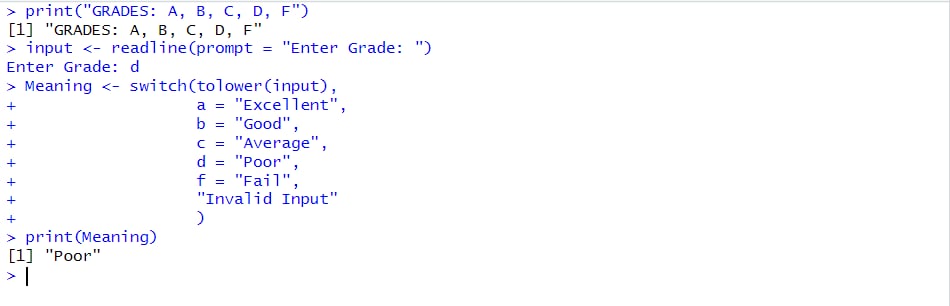 > print("GRADES: A, B, C, D, F")
[1] "GRADES: A, B, C, D, F"
> input <- readline(prompt = "Enter Grade: ")
Enter Grade: d
> Meaning <- switch(tolower(input),
+                   a = "Excellent",
+                   b = "Good",
+                   c = "Average",
+                   d = "Poor",
+                   f = "Fail",
+                   "Invalid Input"
+                   )
> print(Meaning)
[1] "Poor"
>